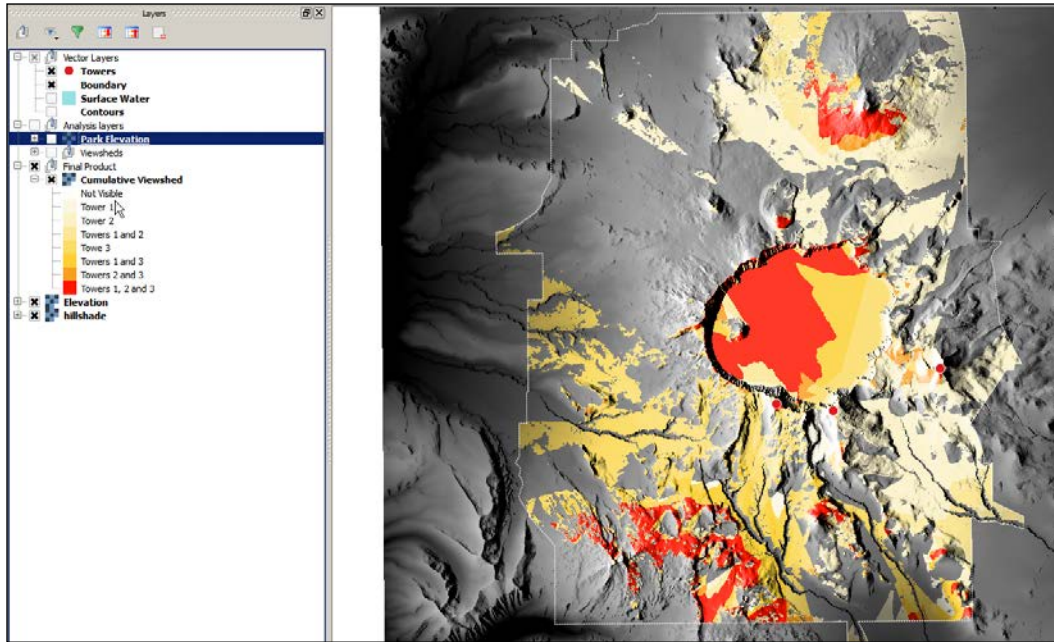 Layers
Vector Layers
Towers
Boundary
Surface Water
Contours
Analysis layers
Park Elevation
Viewsheds
Final Product
Cumulative Viewshed
Not Visible
Tower 1
Tower 2
Towers 1 and 2
Towe 3
Towers 1 and 3
Towers 2 and 3
Towers 1, 2 and 3
Elevation
hillshade